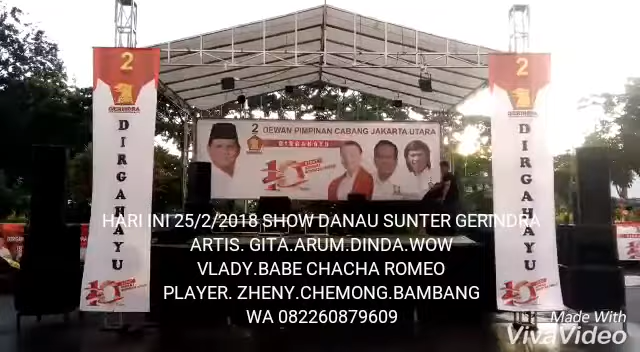 2
GERINDRA
DIRGAHAYU
2
GERINDRA
DIRGAHAYU
2 DEWAN PIMPINAN CABANG JAKARTA UTARA
DIRGAHAYU
10
HARI INI 25/2/2018 SHOW DANAU SUNTER GERINDRA
ARTIS. GITA.ARUM.DINDA.WOW
VLADY.BABE CHACHA ROMEO
PLAYER. ZHENY.CHEMONG.BAMBANG
WA 082260879609
Made With
VivaVideo